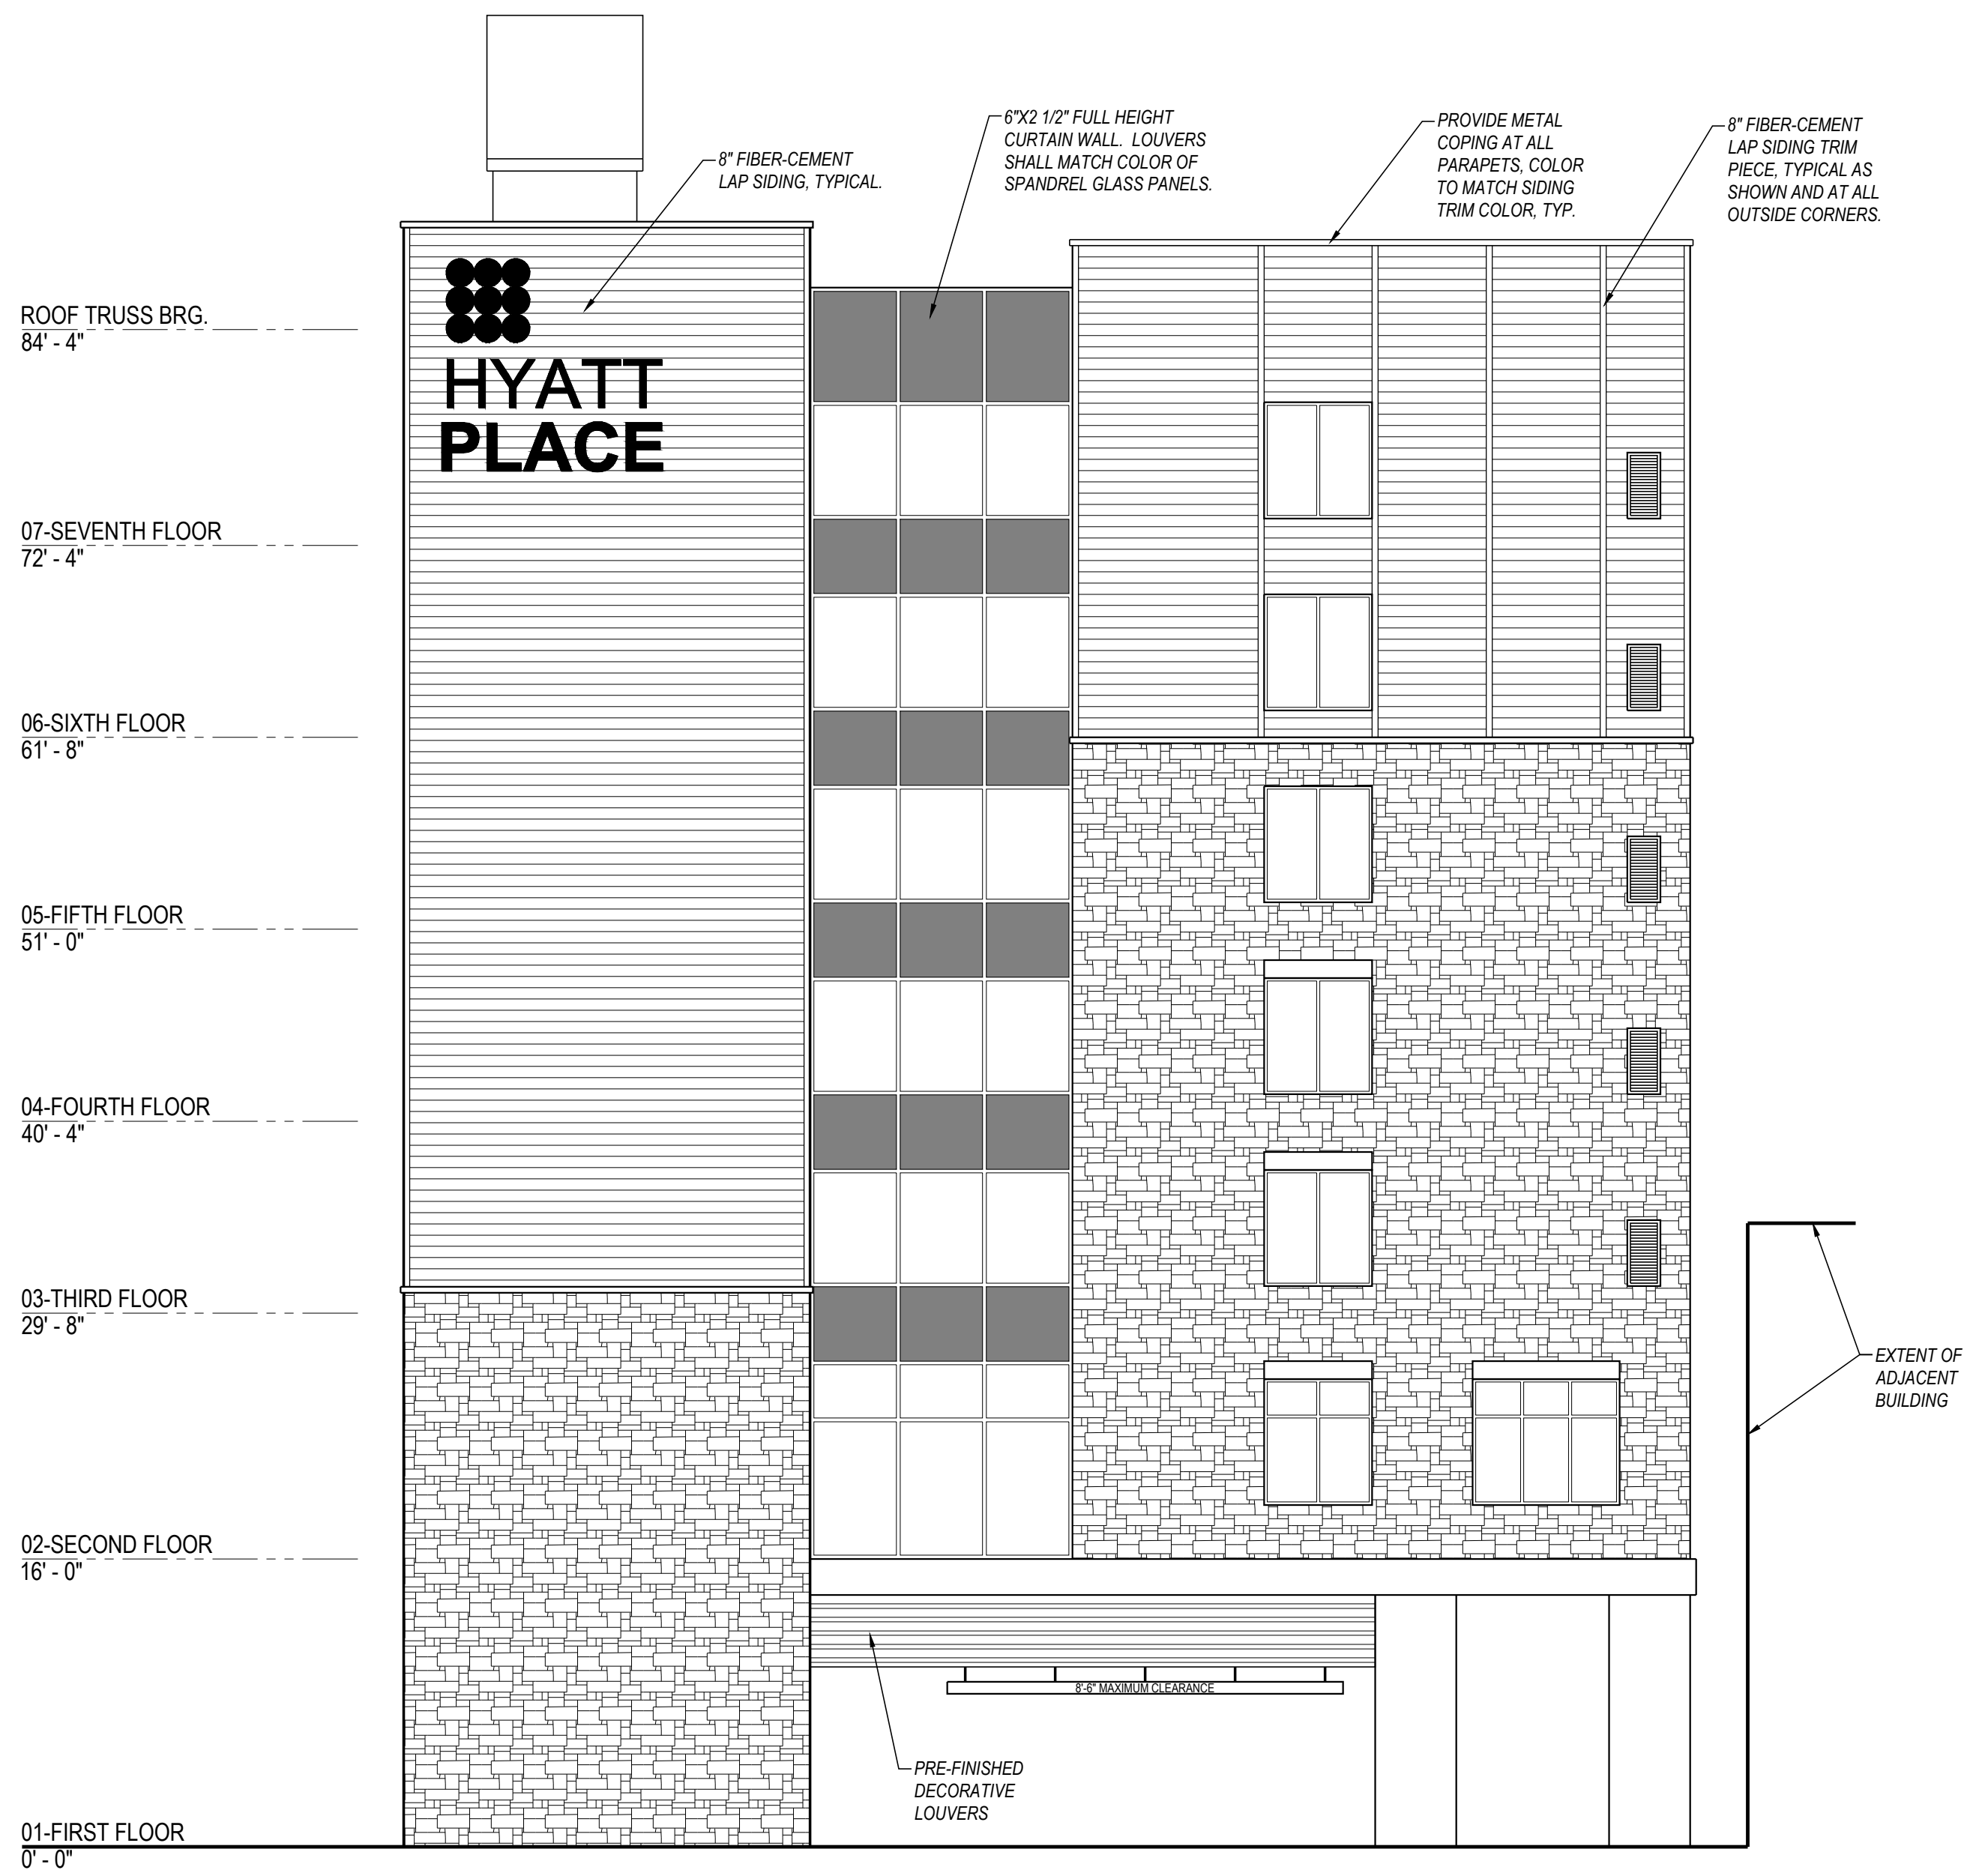 8" FIBER-CEMENT
LAP SIDING, TYPICAL.
6"X2 1/2" FULL HEIGHT
CURTAIN WALL. LOUVERS
SHALL MATCH COLOR OF
SPANDREL GLASS PANELS.
PROVIDE METAL
COPING AT ALL
PARAPETS, COLOR
TO MATCH SIDING
TRIM COLOR, TYP.
8" FIBER-CEMENT
LAP SIDING TRIM
PIECE, TYPICAL AS
SHOWN AND AT ALL
OUTSIDE CORNERS.
HYATT
PLACE
ROOF TRUSS BRG.
84' - 4"
07-SEVENTH FLOOR
72' - 4"
06-SIXTH FLOOR
61' - 8"
05-FIFTH FLOOR
51' - 0"
04-FOURTH FLOOR
40' - 4"
03-THIRD FLOOR
29' - 8"
EXTENT OF
ADJACENT
BUILDING
02-SECOND FLOOR
16' - 0"
8'-6" MAXIMUM CLEARANCE
PRE-FINISHED
DECORATIVE
LOUVERS
01-FIRST FLOOR
0' - 0"